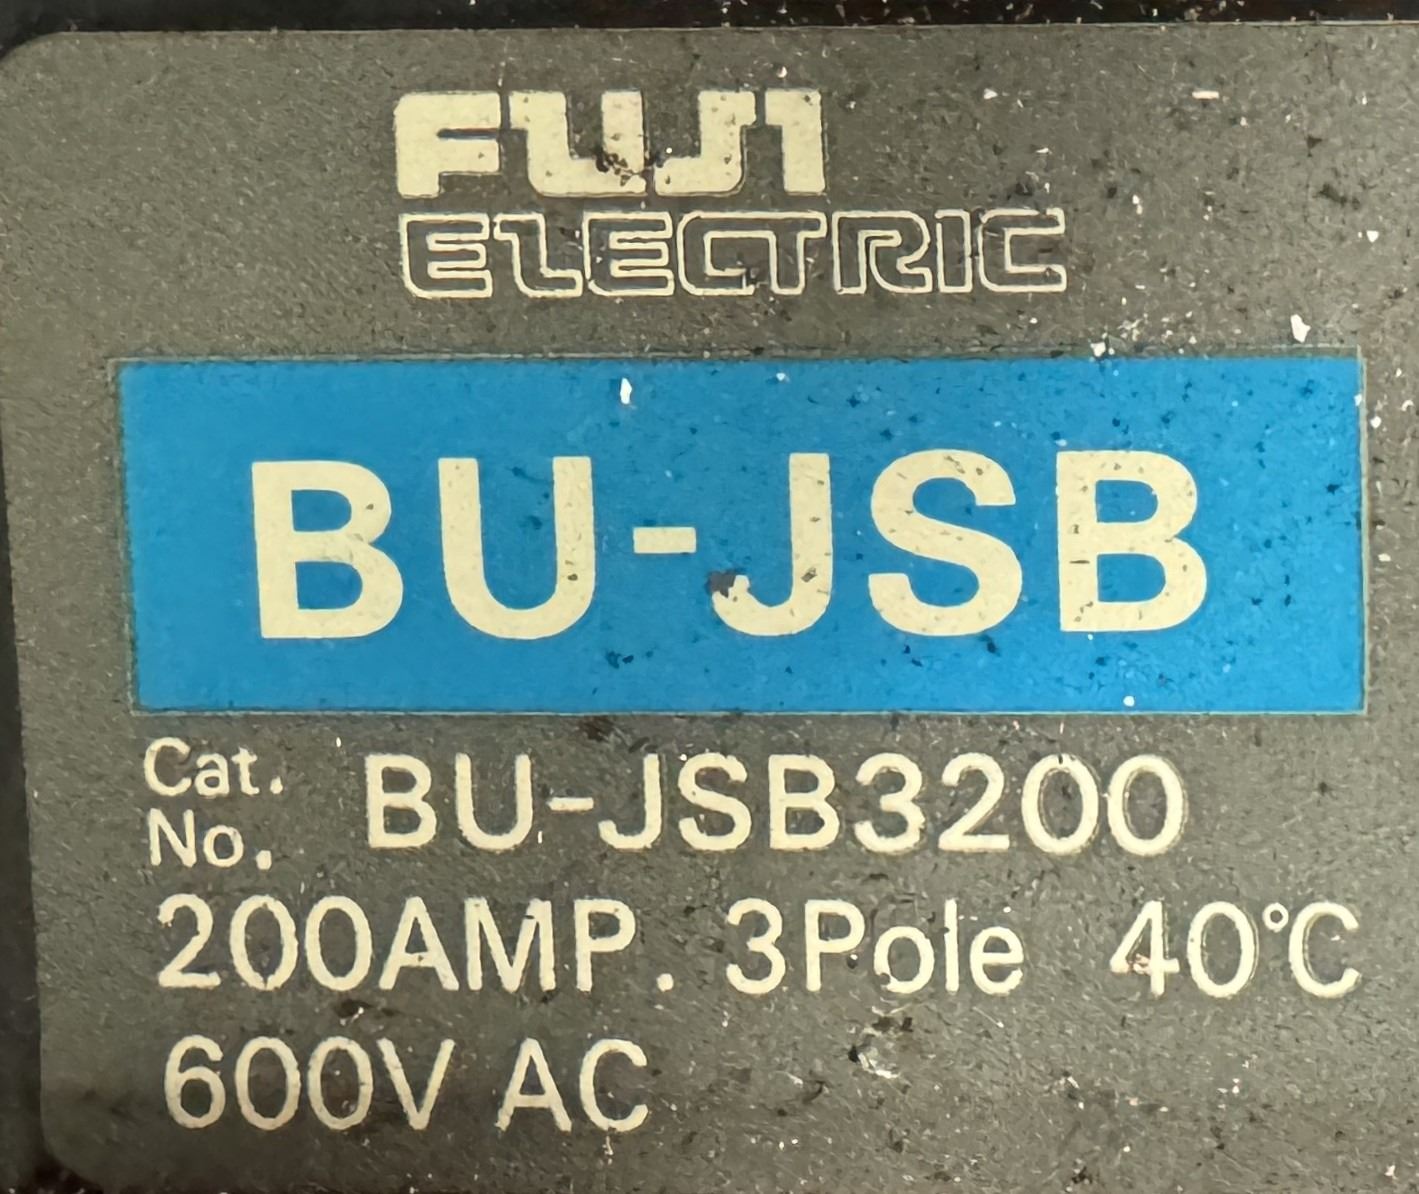 FUJI
ELECTRIC
BU-JSB
Cat. No. BU-JSB3200
200AMP. 3Pole 40°C
600V AC